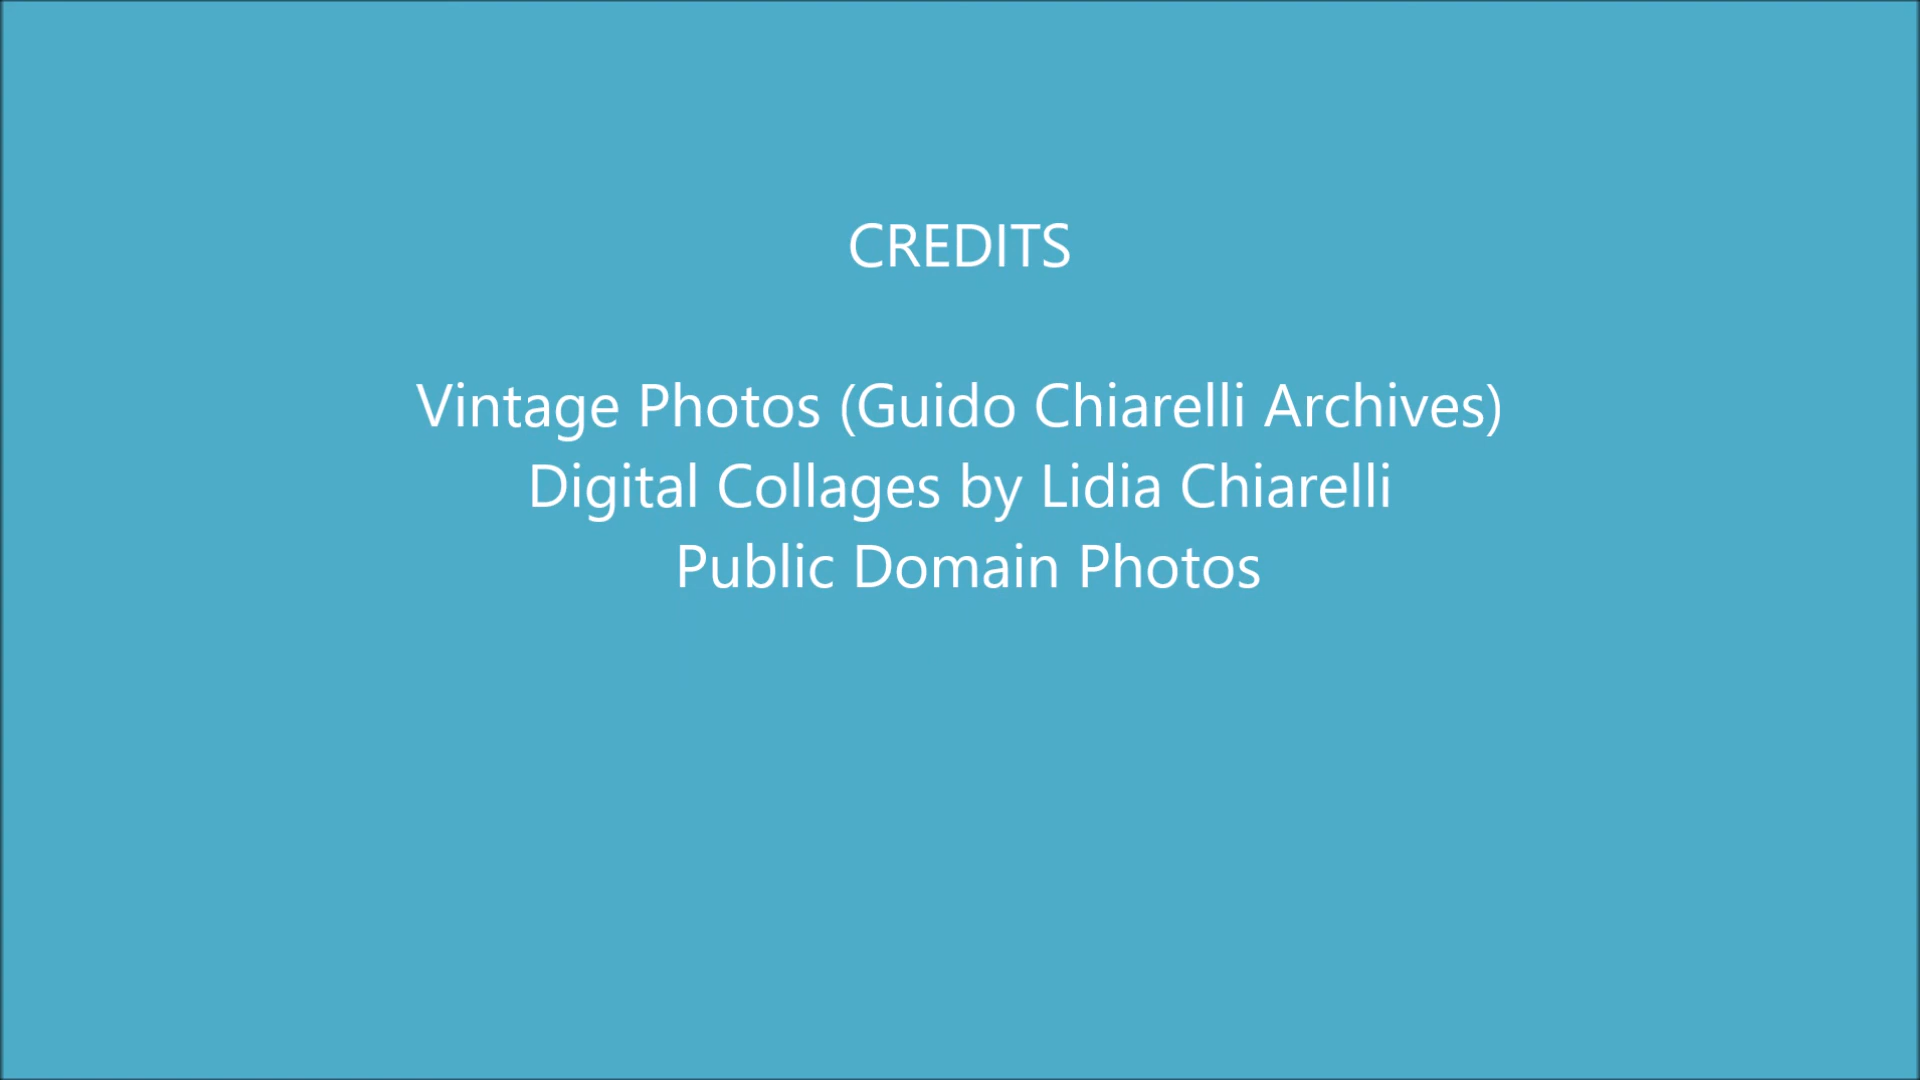 CREDITS
Vintage Photos (Guido Chiarelli Archives)
Digital Collages by Lidia Chiarelli
Public Domain Photos